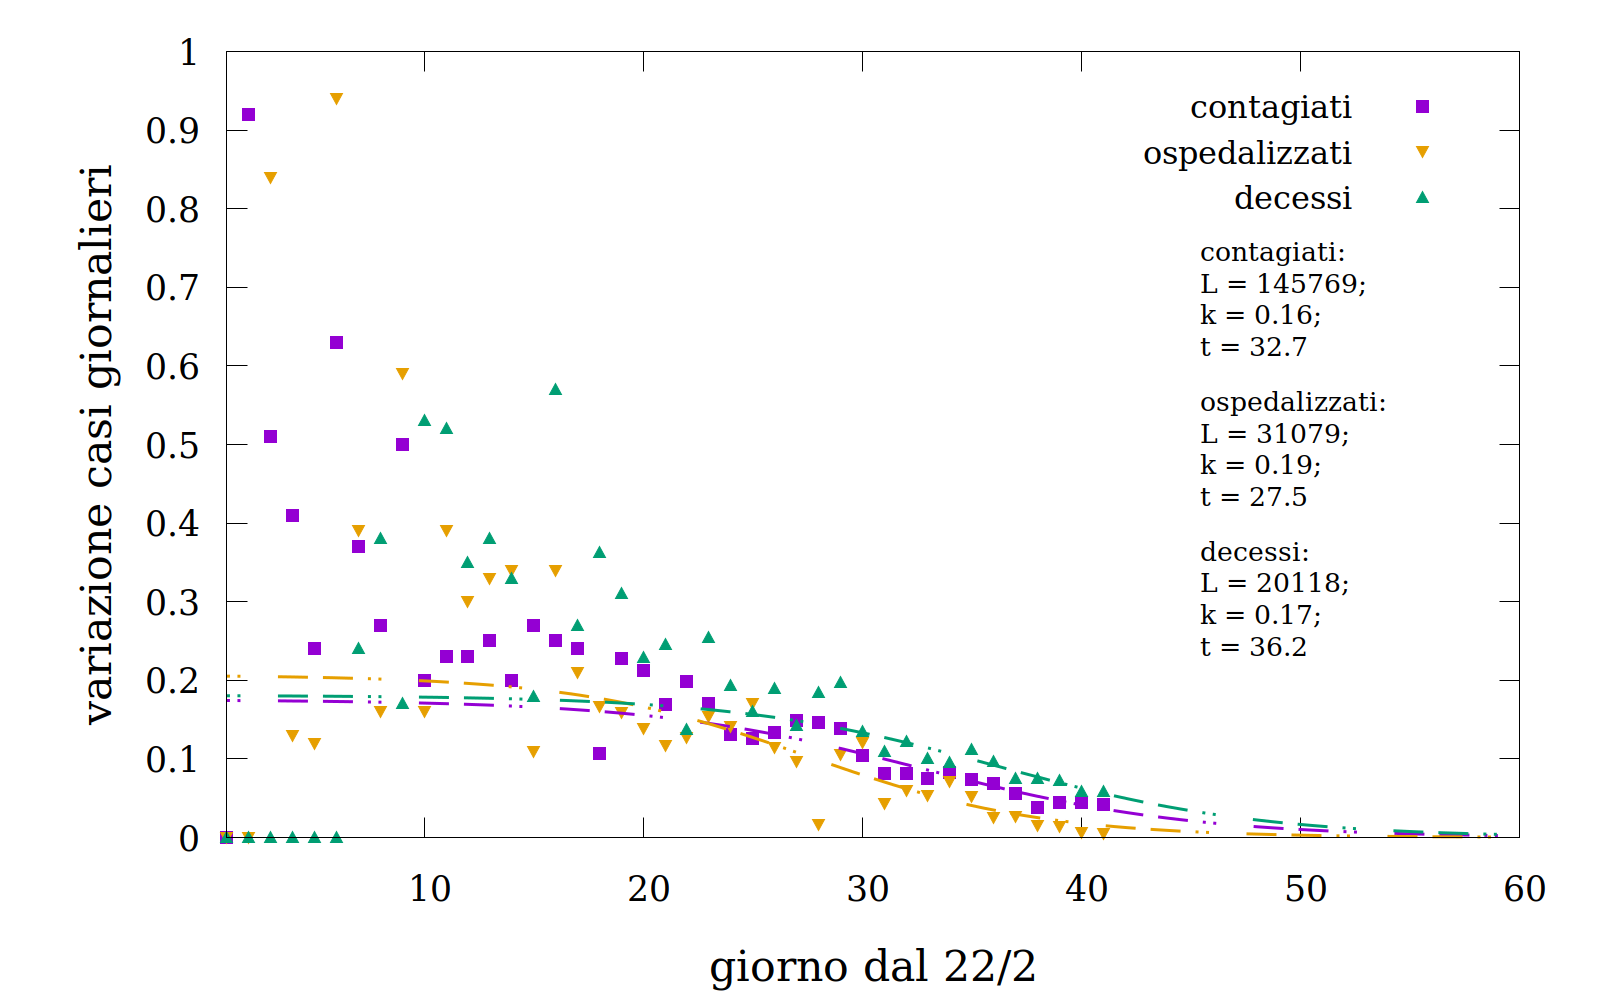 1
0.9
0.8
0.7
0.6
0.5
0.4
0.3
0.2
0.1
0
variazione casi giornalieri
contagiati
ospedalizzati
decessi
contagiati:
L = 145769;
k = 0.16;
t = 32.7
ospedalizzati:
L = 31079;
k = 0.19;
t = 27.5
decessi:
L = 20118;
k = 0.17;
t = 36.2
10 20 30 40 50 60
giorno dal 22/2